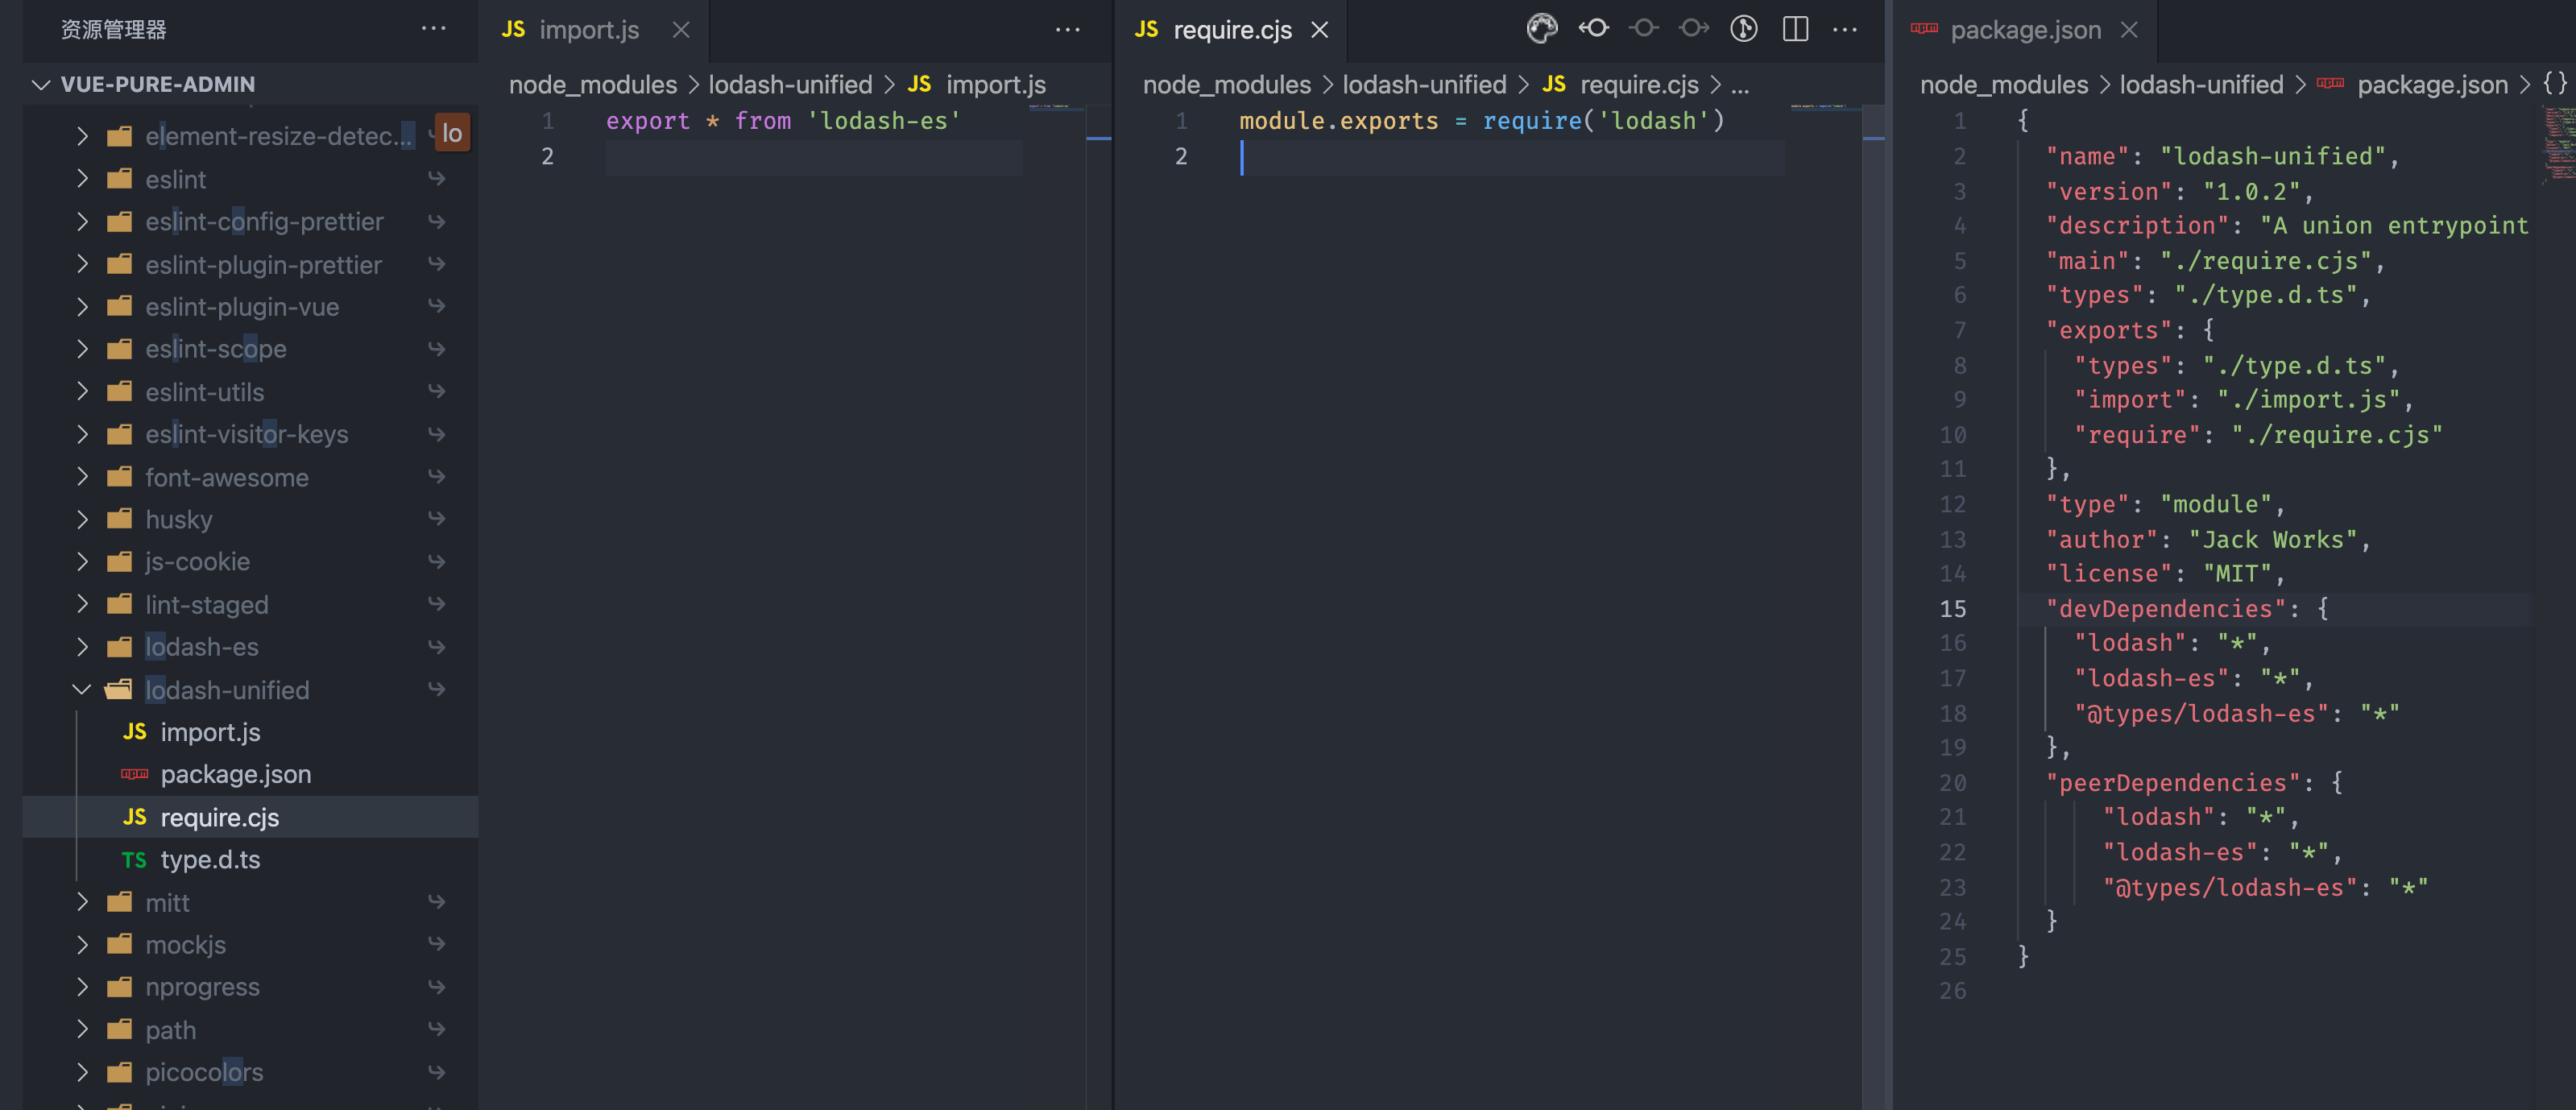 资源管理器
VUE-PURE-ADMIN
element-resize-detec...
lo
eslint
eslint-config-prettier
eslint-plugin-prettier
eslint-plugin-vue
eslint-scope
eslint-utils
eslint-visitor-keys
font-awesome
husky
js-cookie
lint-staged
lodash-es
lodash-unified
JS import.js
package.json
JS require.cjs
TS type.d.ts
mitt
mockjs
nprogress
path
picocolors
JS import.js
node_modules > lodash-unified > JS import.js
1 export * from 'lodash-es'
2
JS require.cjs
node_modules > lodash-unified > JS require.cjs > ...
1 module.exports = require('lodash')
2
package.json
node_modules > lodash-unified > package.json > {}
1 {
2 "name": "lodash-unified",
3 "version": "1.0.2",
4 "description": "A union entrypoint
5 "main": "./require.cjs",
6 "types": "./type.d.ts",
7 "exports": {
8 "types": "./type.d.ts",
9 "import": "./import.js",
10 "require": "./require.cjs"
11 },
12 "type": "module",
13 "author": "Jack Works",
14 "license": "MIT",
15 "devDependencies": {
16 "lodash": "*",
17 "lodash-es": "*",
18 "@types/lodash-es": "*"
19 },
20 "peerDependencies": {
21 "lodash": "*",
22 "lodash-es": "*",
23 "@types/lodash-es": "*"
24 }
25 }
26